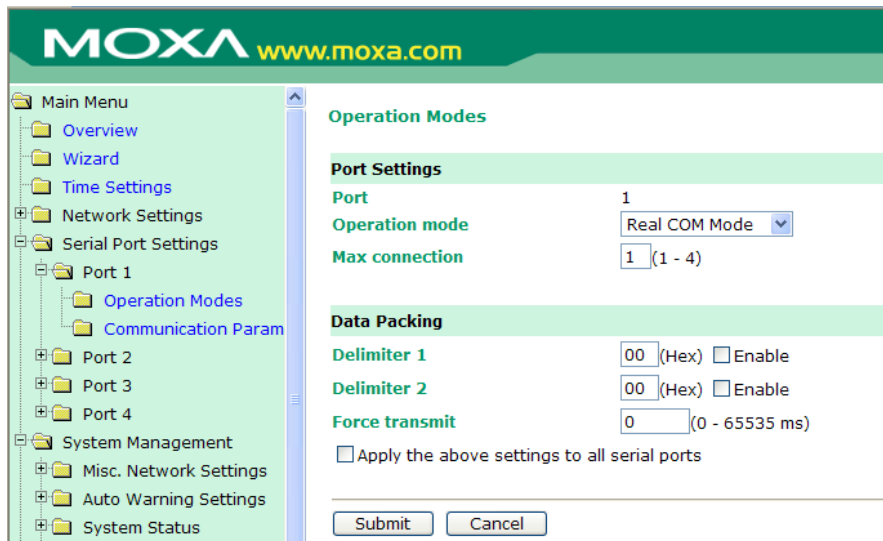 MOXA www.moxa.com
Main Menu
Overview
Wizard
Time Settings
Network Settings
Serial Port Settings
Port 1
Operation Modes
Communication Param
Port 2
Port 3
Port 4
System Management
Misc. Network Settings
Auto Warning Settings
System Status
Operation Modes
Port Settings
Port 1
Operation mode Real COM Mode
Max connection 1 (1 - 4)
Data Packing
Delimiter 1 00 (Hex) Enable
Delimiter 2 00 (Hex) Enable
Force transmit 0 (0 - 65535 ms)
Apply the above settings to all serial ports
Submit Cancel